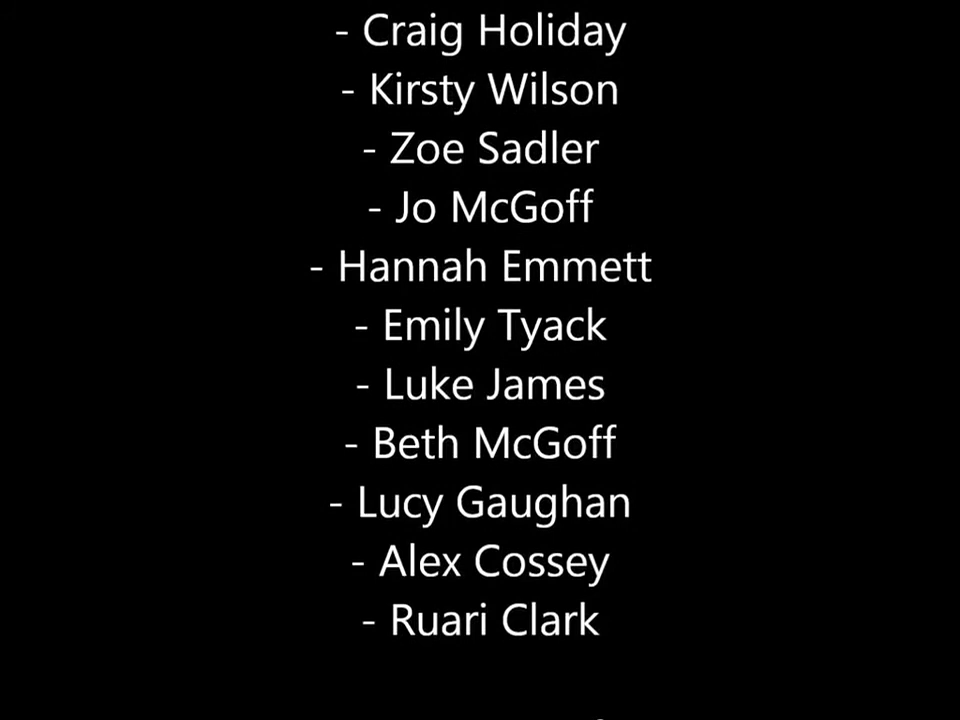 - Craig Holiday
- Kirsty Wilson
- Zoe Sadler
- Jo McGoff
- Hannah Emmett
- Emily Tyack
- Luke James
- Beth McGoff
- Lucy Gaughan
- Alex Cossey
- Ruari Clark